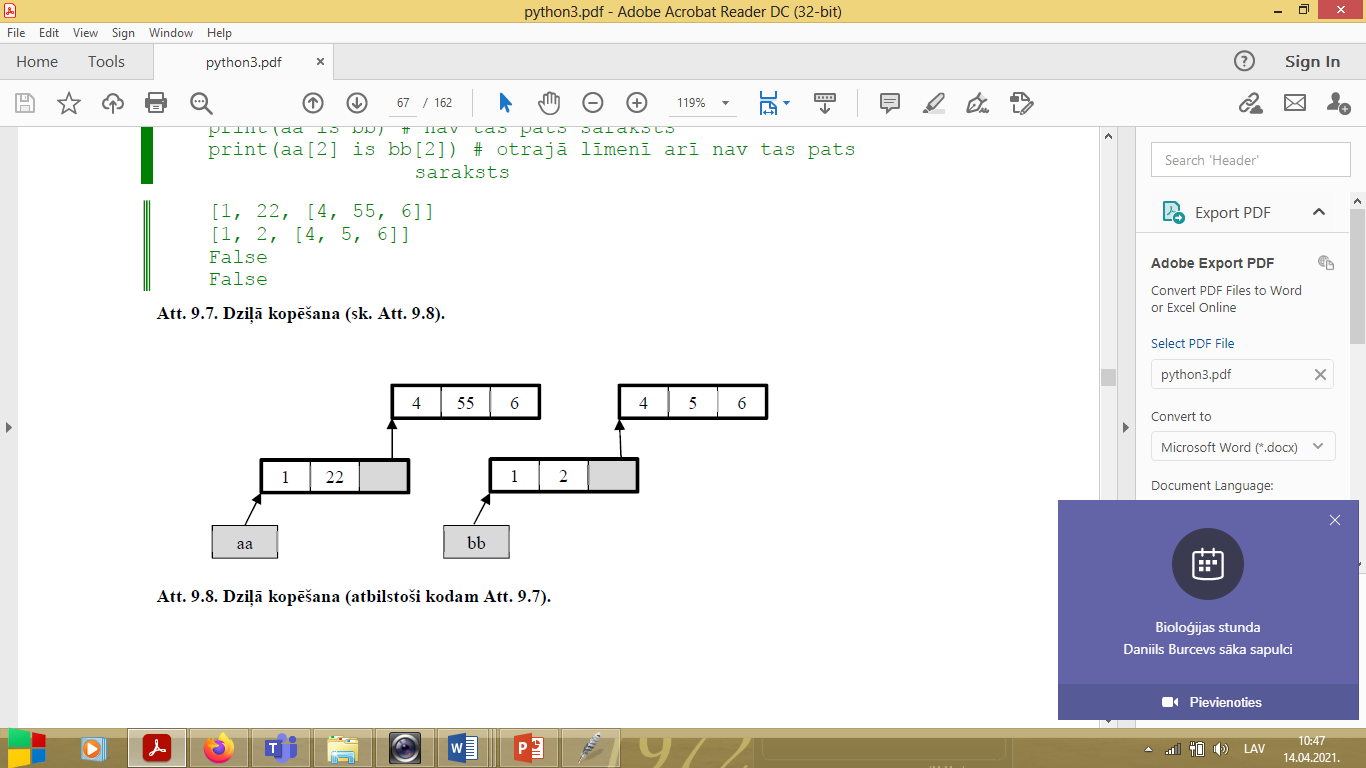 python3.pdf - Adobe Acrobat Reader DC (32-bit)
File Edit View Sign Window Help
Home Tools python3.pdf × Sign In
67 / 162 119%
print(aa is bb) # nav tas pats saraksts
print(aa[2] is bb[2]) # otrajā līmenī arī nav tas pats
saraksts
[1, 22, [4, 55, 6]]
[1, 2, [4, 5, 6]]
False
False
Att. 9.7. Dziļā kopēšana (sk. Att. 9.8).
4 55 6 4 5 6
1 22 1 2
aa bb
Att. 9.8. Dziļā kopēšana (atbilstoši kodam Att. 9.7).
Search 'Header'
Export PDF
Adobe Export PDF
Convert PDF Files to Word
or Excel Online
Select PDF File
python3.pdf
Convert to
Microsoft Word (*.docx)
Document Language:
Bioloģijas stunda
Daniils Burcevs sāka sapulci
Pievienoties
1972
LAV
10:47
14.04.2021.